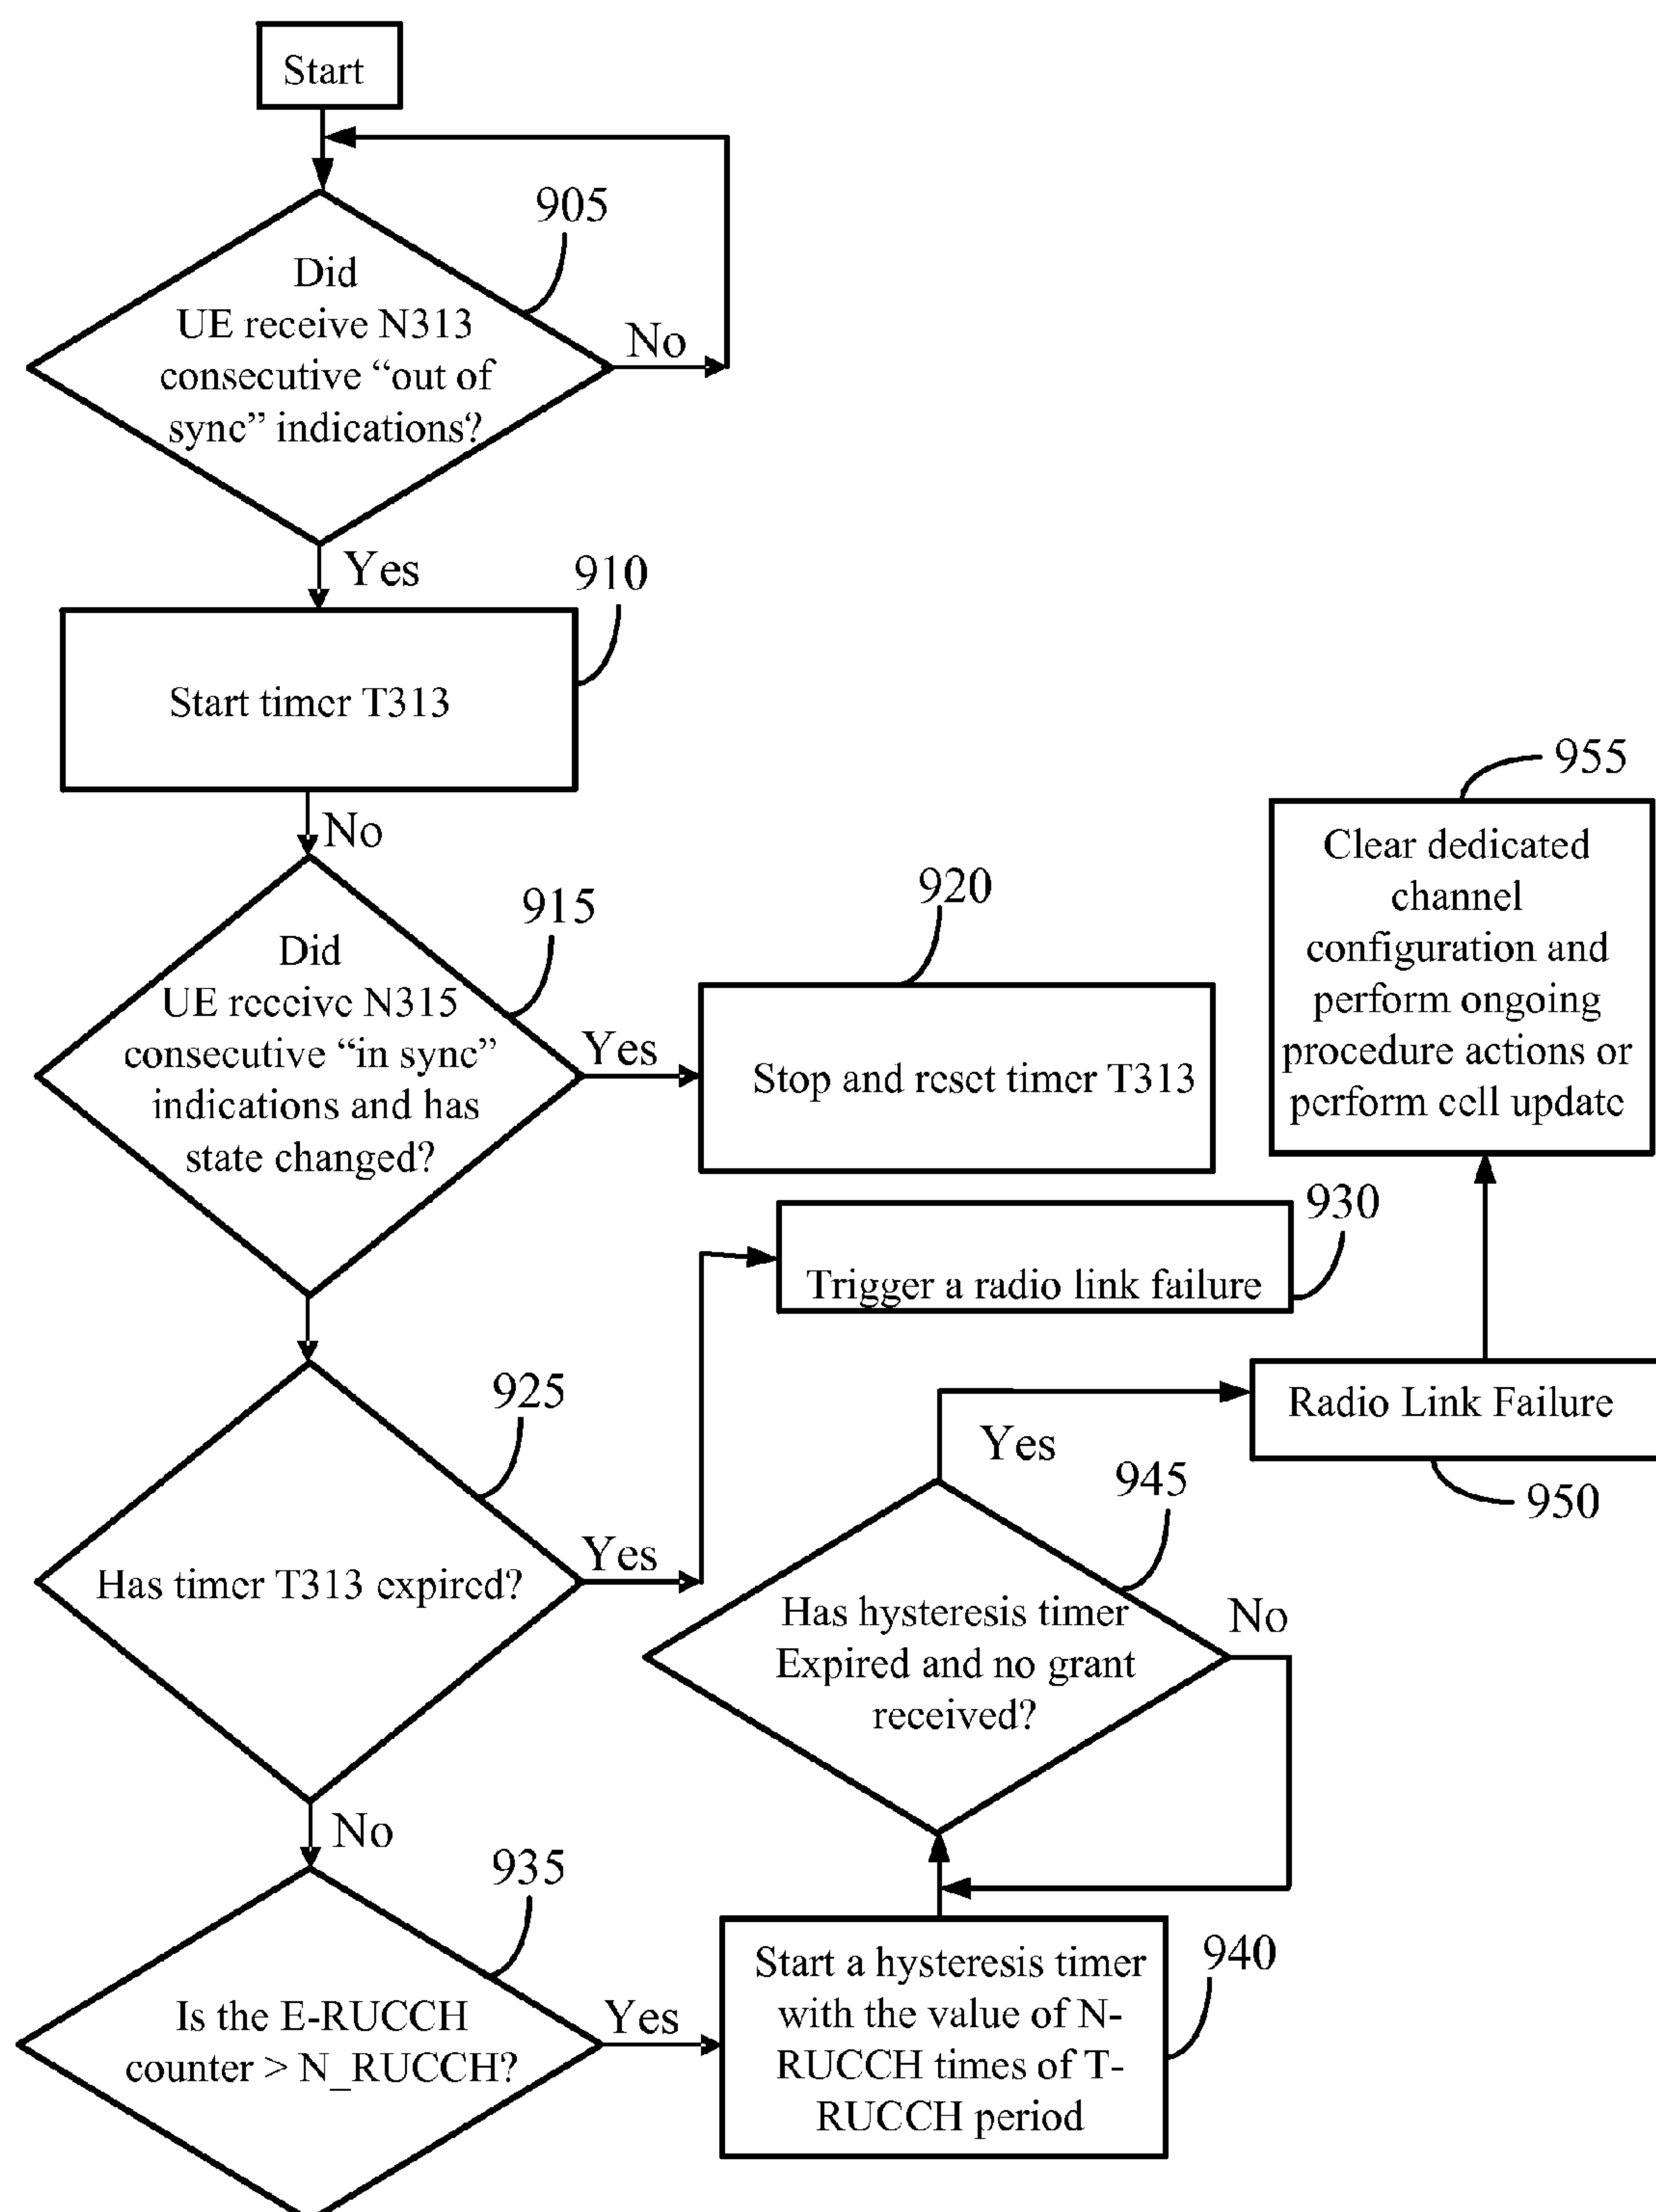 Start
905
Did
UE receive N313
consecutive “out of
sync” indications?
No
Yes
910
Start timer T313
No
915
Did
UE receive N315
consecutive “in sync”
indications and has
state changed?
Yes
920
Stop and reset timer T313
955
Clear dedicated
channel
configuration and
perform ongoing
procedure actions or
perform cell update
930
Trigger a radio link failure
925
Has timer T313 expired?
Yes
No
Radio Link Failure
950
Yes
945
Has hysteresis timer
Expired and no grant
received?
No
935
Is the E-RUCCH
counter > N_RUCCH?
Yes
940
Start a hysteresis timer
with the value of N-
RUCCH times of T-
RUCCH period